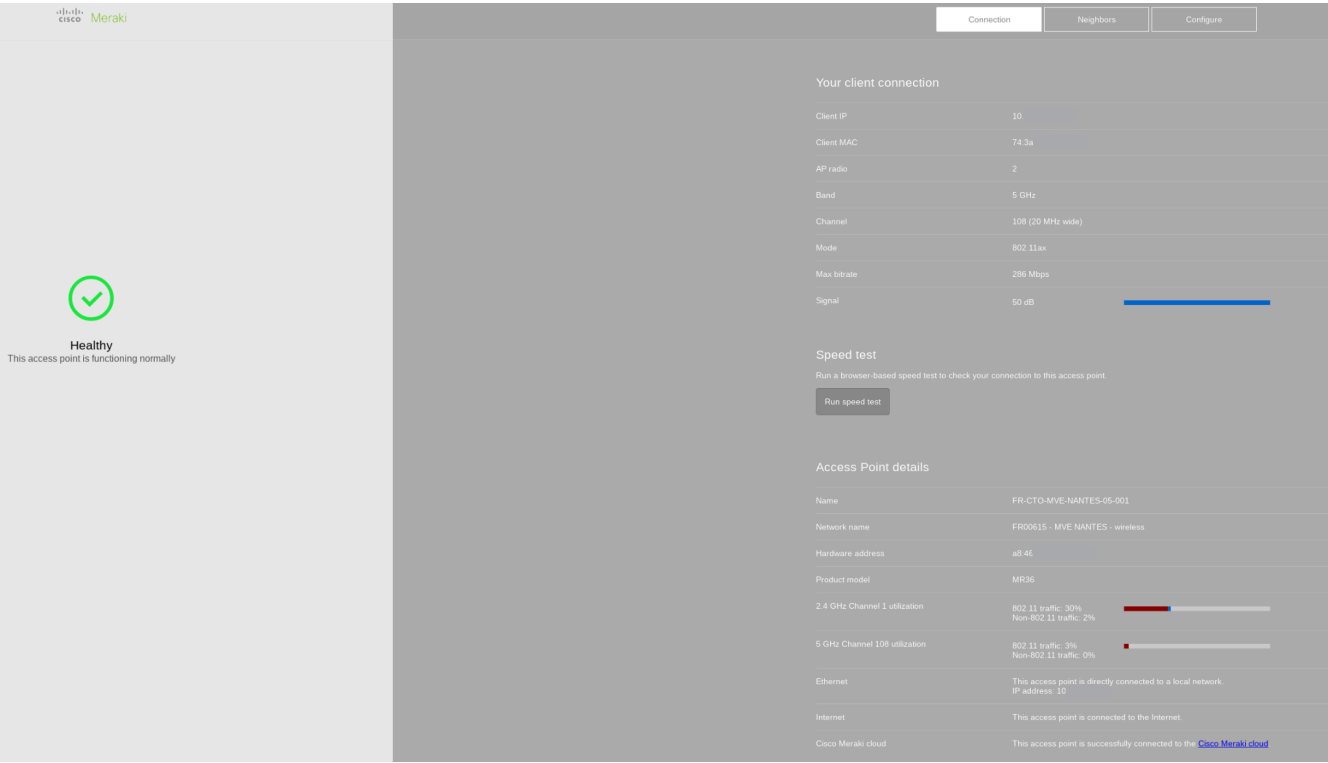 CISCO Meraki
Connection
Neighbors
Configure
Healthy
This access point is functioning normally
Your client connection
Client IP 10
Client MAC 74:3a
AP radio 2
Band 5 GHz
Channel 108 (20 MHz wide)
Mode 802.11ax
Max bitrate 286 Mbps
Signal 50 dB
Speed test
Run a browser-based speed test to check your connection to this access point.
Run speed test
Access Point details
Name FR-CTO-MVE-NANTES-05-001
Network name FR00615 - MVE NANTES - wireless
Hardware address a8:46
Product model MR36
2.4 GHz Channel 1 utilization 802.11 traffic: 30%
Non-802.11 traffic: 2%
5 GHz Channel 108 utilization 802.11 traffic: 3%
Non-802.11 traffic: 0%
Ethernet This access point is directly connected to a local network.
IP address: 10
Internet This access point is connected to the Internet.
Cisco Meraki cloud This access point is successfully connected to the Cisco Meraki cloud